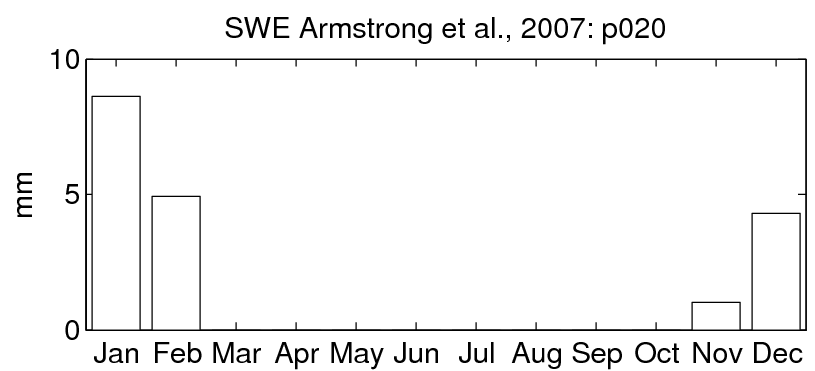 SWE Armstrong et al., 2007: p020
10
5
0
mm
Jan Feb Mar Apr May Jun Jul Aug Sep Oct Nov Dec